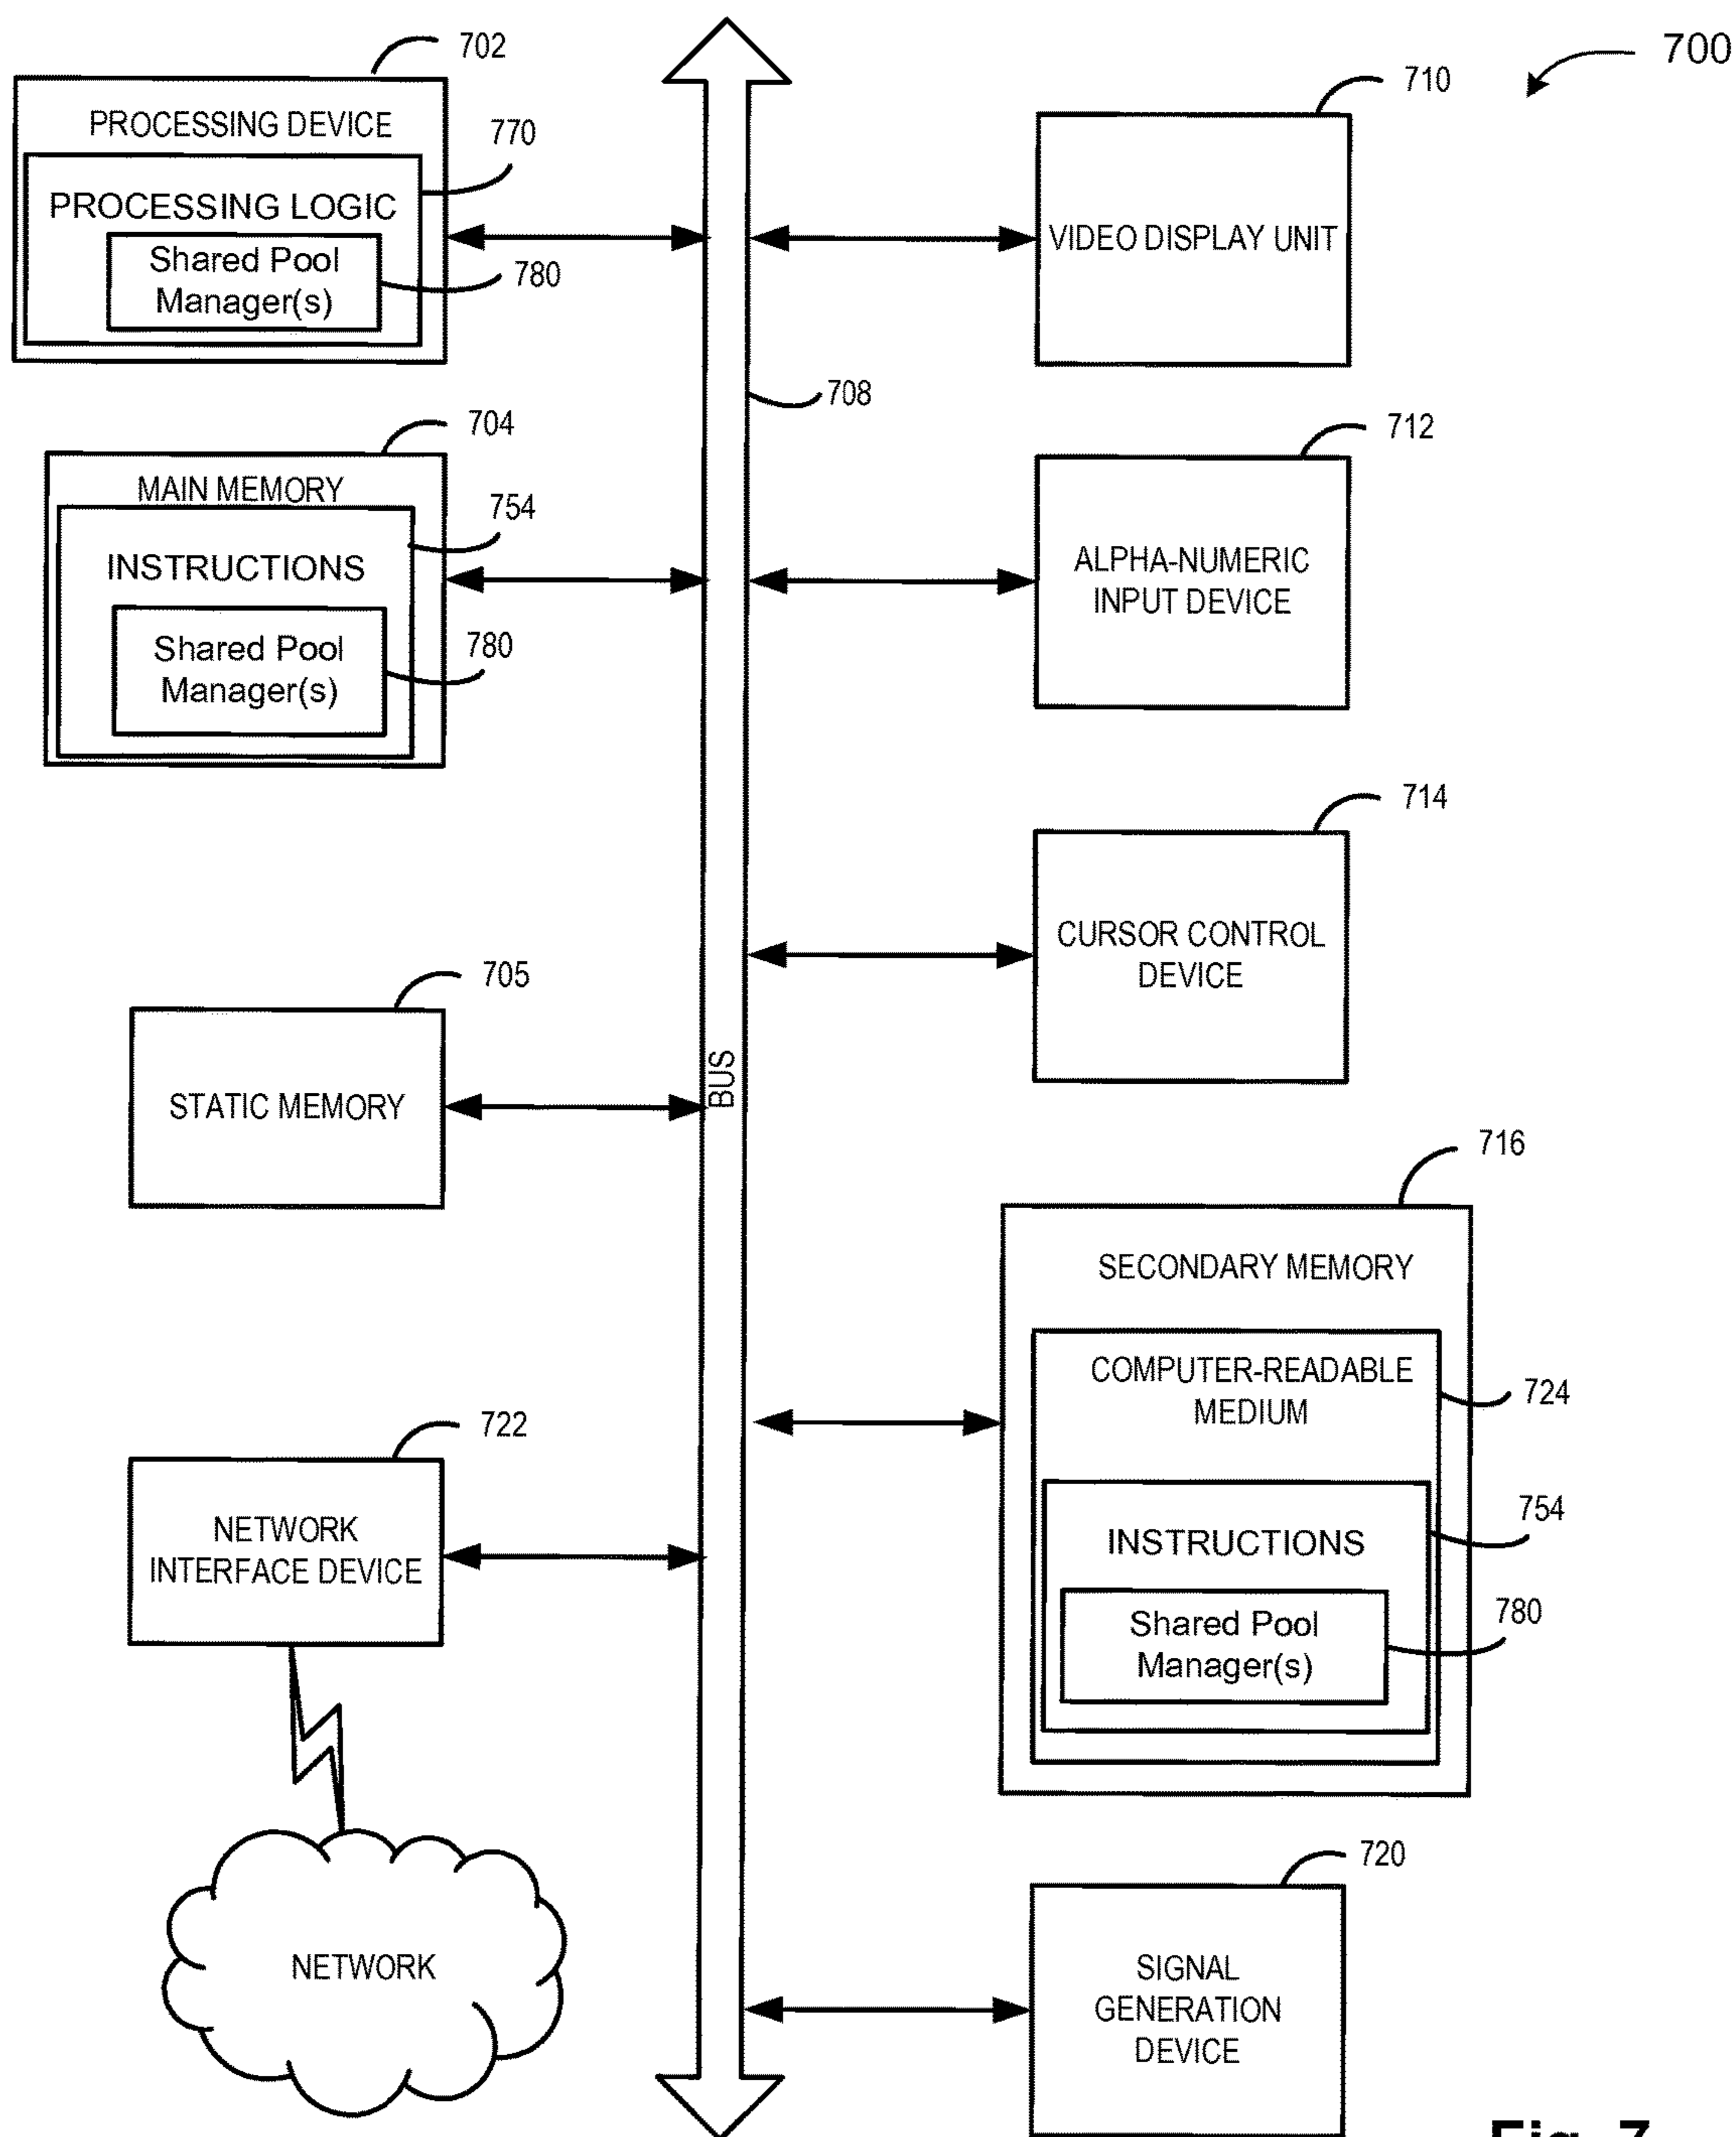 700
702
PROCESSING DEVICE
770
PROCESSING LOGIC
Shared Pool
Manager(s)
780
704
MAIN MEMORY
754
INSTRUCTIONS
Shared Pool
Manager(s)
780
705
STATIC MEMORY
722
NETWORK
INTERFACE DEVICE
NETWORK
BUS
708
710
VIDEO DISPLAY UNIT
712
ALPHA-NUMERIC
INPUT DEVICE
714
CURSOR CONTROL
DEVICE
716
SECONDARY MEMORY
COMPUTER-READABLE
MEDIUM
724
INSTRUCTIONS
754
Shared Pool
Manager(s)
780
720
SIGNAL
GENERATION
DEVICE
Fig. 7